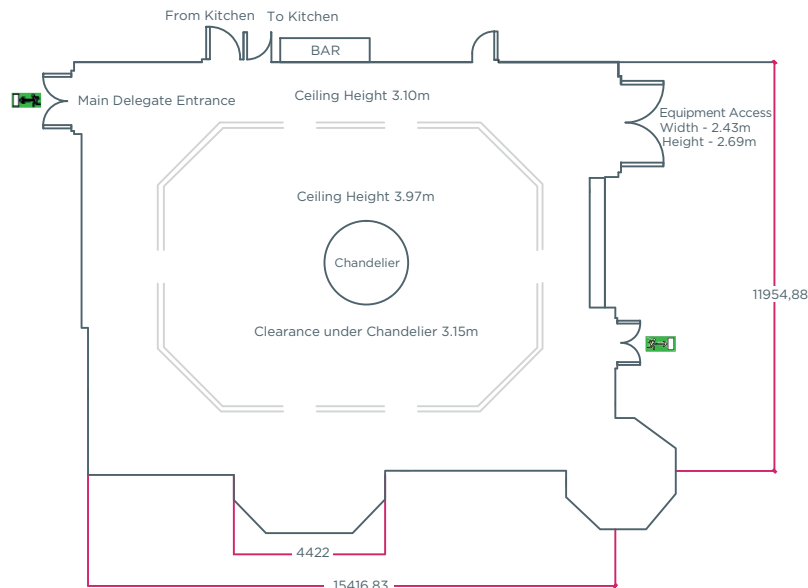 From Kitchen
To Kitchen
BAR
Main Delegate Entrance
Ceiling Height 3.10m
Equipment Access
Width - 2.43m
Height - 2.69m
Ceiling Height 3.97m
Chandelier
11954,88
Clearance under Chandelier 3.15m
4422
15416,83